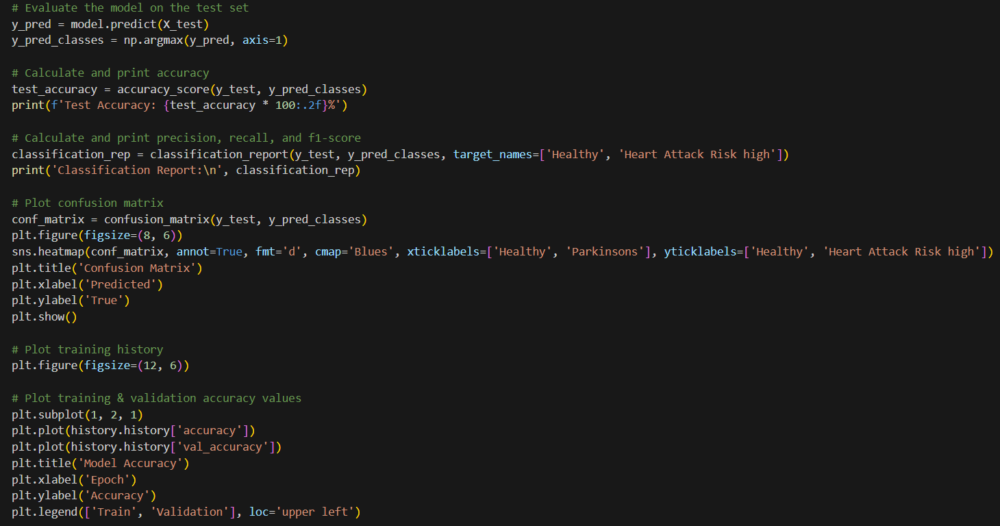 # Evaluate the model on the test set
y_pred = model.predict(X_test)
y_pred_classes = np.argmax(y_pred, axis=1)

# Calculate and print accuracy
test_accuracy = accuracy_score(y_test, y_pred_classes)
print(f'Test Accuracy: {test_accuracy * 100:.2f}%')

# Calculate and print precision, recall, and f1-score
classification_rep = classification_report(y_test, y_pred_classes, target_names=['Healthy', 'Heart Attack Risk high'])
print('Classification Report:\n', classification_rep)

# Plot confusion matrix
conf_matrix = confusion_matrix(y_test, y_pred_classes)
plt.figure(figsize=(8, 6))
sns.heatmap(conf_matrix, annot=True, fmt='d', cmap='Blues', xticklabels=['Healthy', 'Parkinsons'], yticklabels=['Healthy', 'Heart Attack Risk high'])
plt.title('Confusion Matrix')
plt.xlabel('Predicted')
plt.ylabel('True')
plt.show()

# Plot training history
plt.figure(figsize=(12, 6))

# Plot training & validation accuracy values
plt.subplot(1, 2, 1)
plt.plot(history.history['accuracy'])
plt.plot(history.history['val_accuracy'])
plt.title('Model Accuracy')
plt.xlabel('Epoch')
plt.ylabel('Accuracy')
plt.legend(['Train', 'Validation'], loc='upper left')